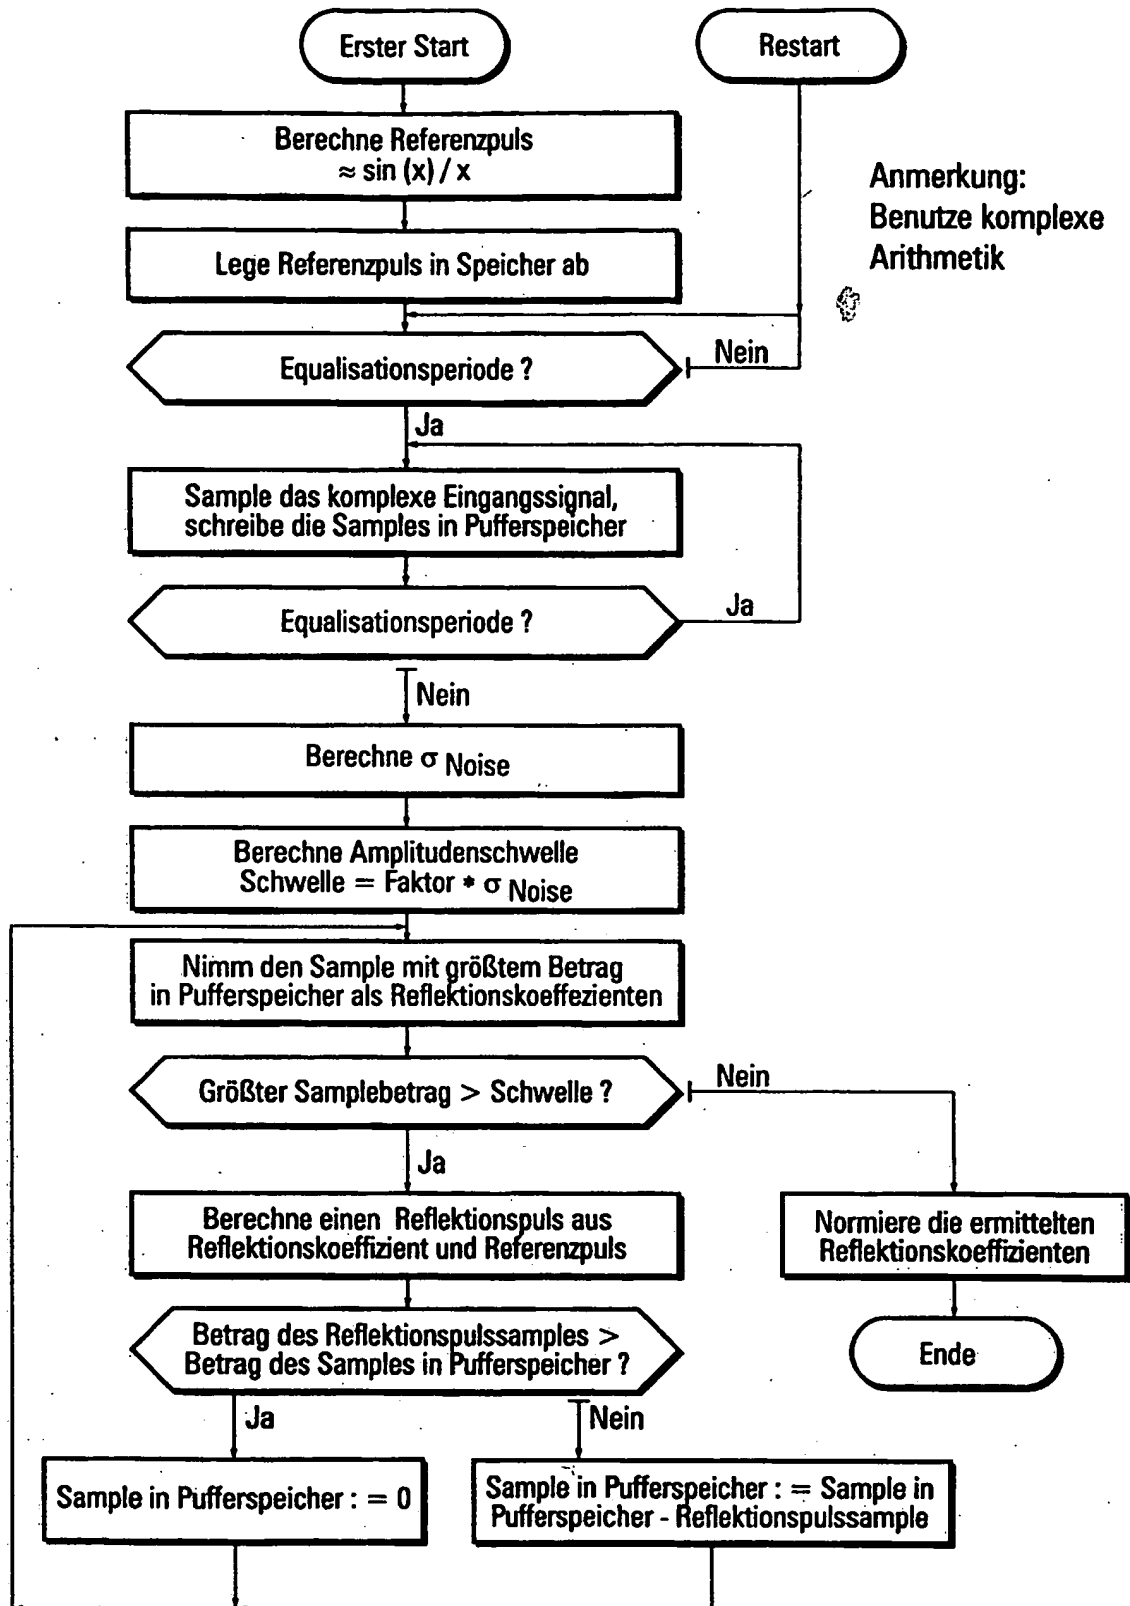 Erster Start
Restart
Berechne Referenzpuls
≈ sin (x) / x
Anmerkung:
Benutze komplexe
Arithmetik
Lege Referenzpuls in Speicher ab
Equalisationsperiode ?
Nein
Ja
Sample das komplexe Eingangssignal,
schreibe die Samples in Pufferspeicher
Equalisationsperiode ?
Ja
Nein
Berechne σ Noise
Berechne Amplitudenschwelle
Schwelle = Faktor * σ Noise
Nimm den Sample mit größtem Betrag
in Pufferspeicher als Reflektionskoeffezienten
Größter Samplebetrag > Schwelle ?
Nein
Ja
Berechne einen Reflektionspuls aus
Reflektionskoeffizient und Referenzpuls
Normiere die ermittelten
Reflektionskoeffizienten
Betrag des Reflektionspulssamples >
Betrag des Samples in Pufferspeicher ?
Ende
Ja
Nein
Sample in Pufferspeicher : = 0
Sample in Pufferspeicher : = Sample in
Pufferspeicher - Reflektionspulssample